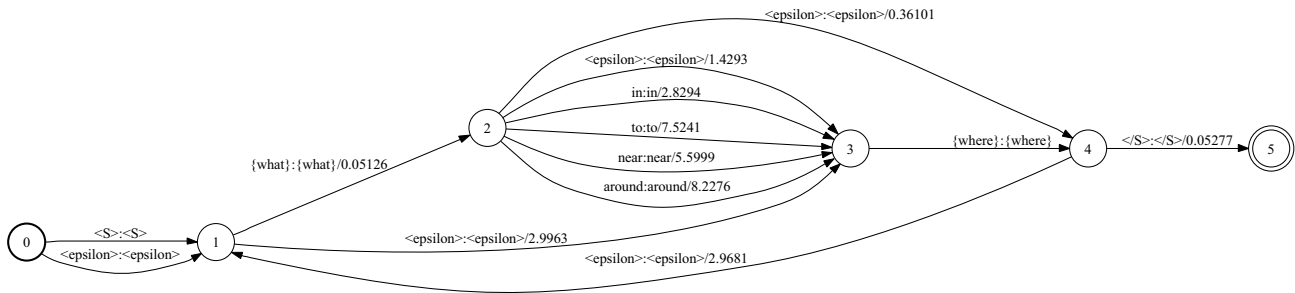 <epsilon>:<epsilon>/0.36101
<epsilon>:<epsilon>/1.4293
in:in/2.8294
2
to:to/7.5241
3
{where}:{where}
4
</S>:</S>/0.05277
5
{what}:{what}/0.05126
near:near/5.5999
around:around/8.2276
0
<S>:<S>
1
<epsilon>:<epsilon>
<epsilon>:<epsilon>/2.9963
<epsilon>:<epsilon>/2.9681